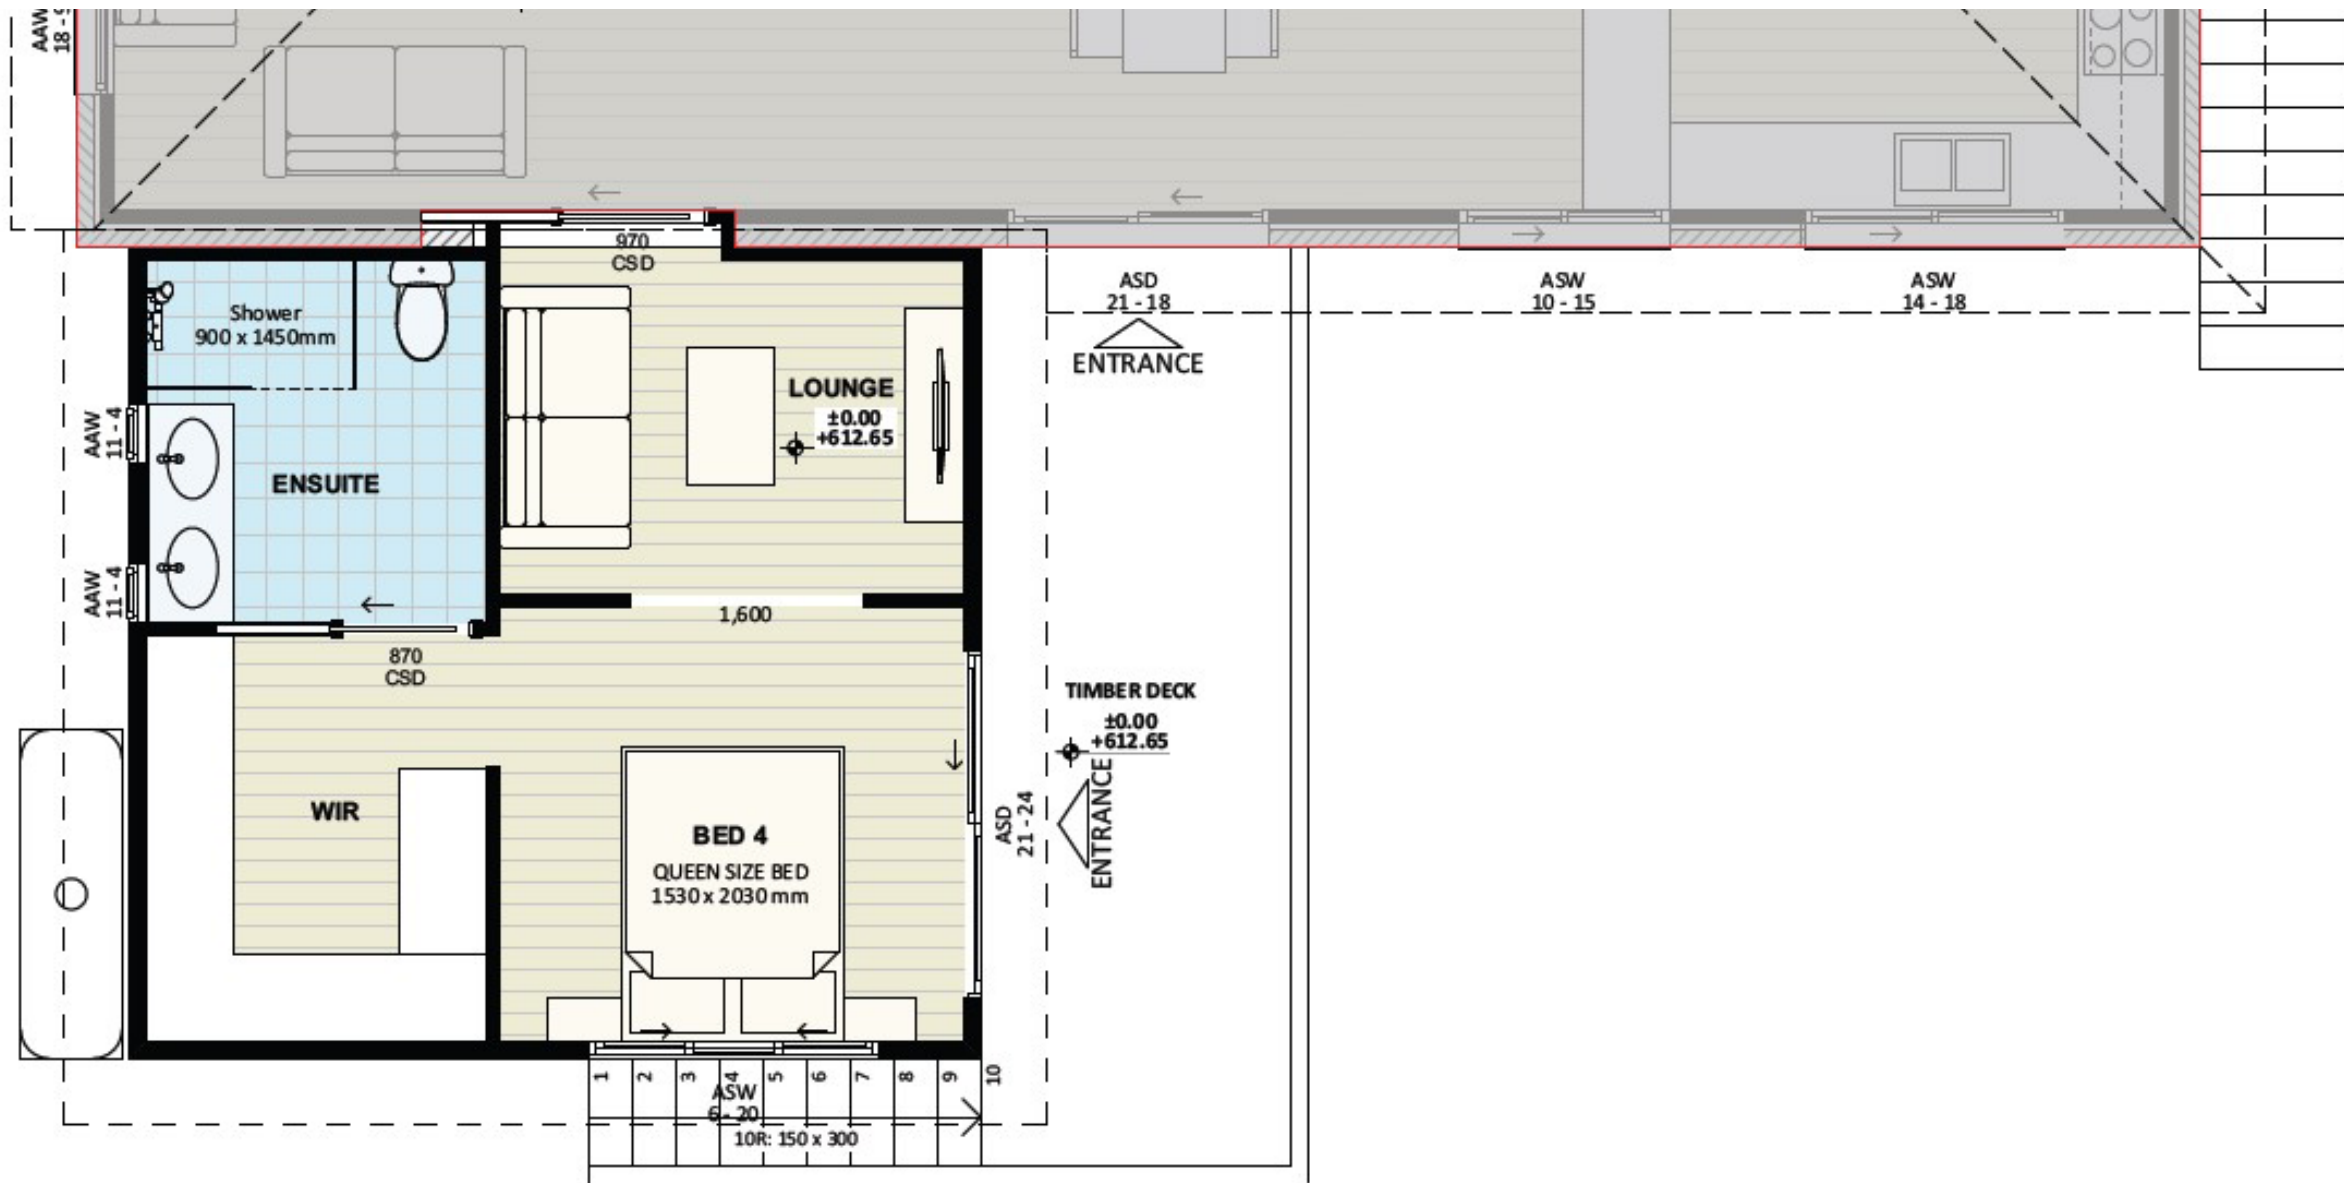 AAW
18 - 9
970
CSD
Shower
900 x 1450mm
LOUNGE
±0.00
+612.65
ASD
21 - 18
ENTRANCE
ASW
10 - 15
ASW
14 - 18
AAW
11 - 4
ENSUITE
AAW
11 - 4
1,600
870
CSD
TIMBER DECK
±0.00
+612.65
WIR
BED 4
QUEEN SIZE BED
1530 x 2030 mm
ASD
21 - 24
ENTRANCE
1 2 3 4 5 6 7 8 9 10
ASW
6 - 20
10R: 150 x 300